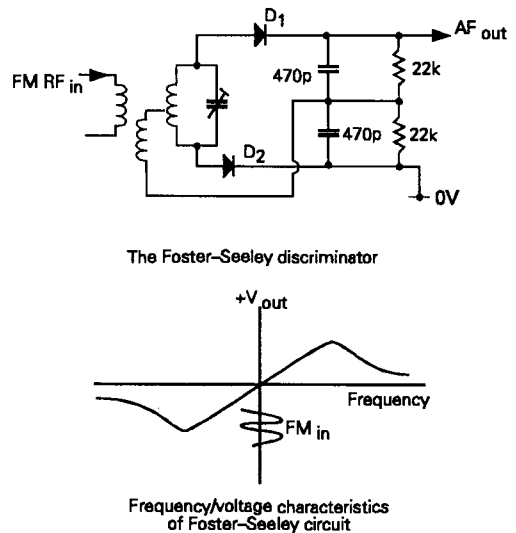 D1
AF out
FM RF in
470p
22k
470p
22k
D2
0V
The Foster–Seeley discriminator
+Vout
Frequency
FM in
Frequency/voltage characteristics
of Foster–Seeley circuit